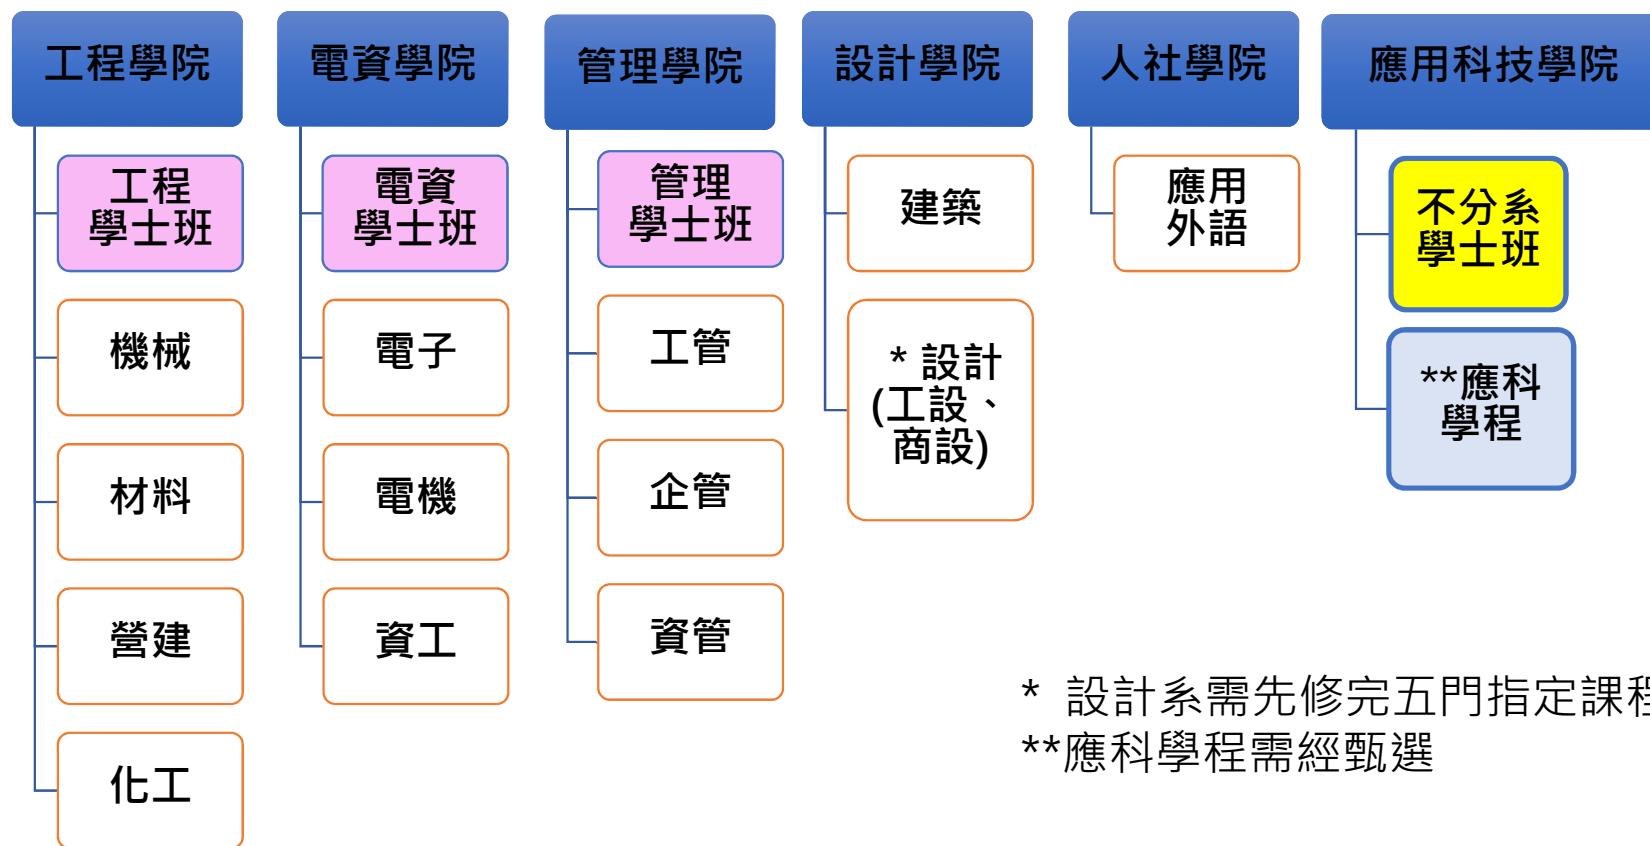 工程學院
工程
學士班
機械
材料
營建
化工
電資學院
電資
學士班
電子
電機
資工
管理學院
管理
學士班
工管
企管
資管
設計學院
建築
* 設計
(工設、
商設)
人社學院
應用
外語
應用科技學院
不分系
學士班
**應科
學程
* 設計系需先修完五門指定課程
**應科學程需經甄選